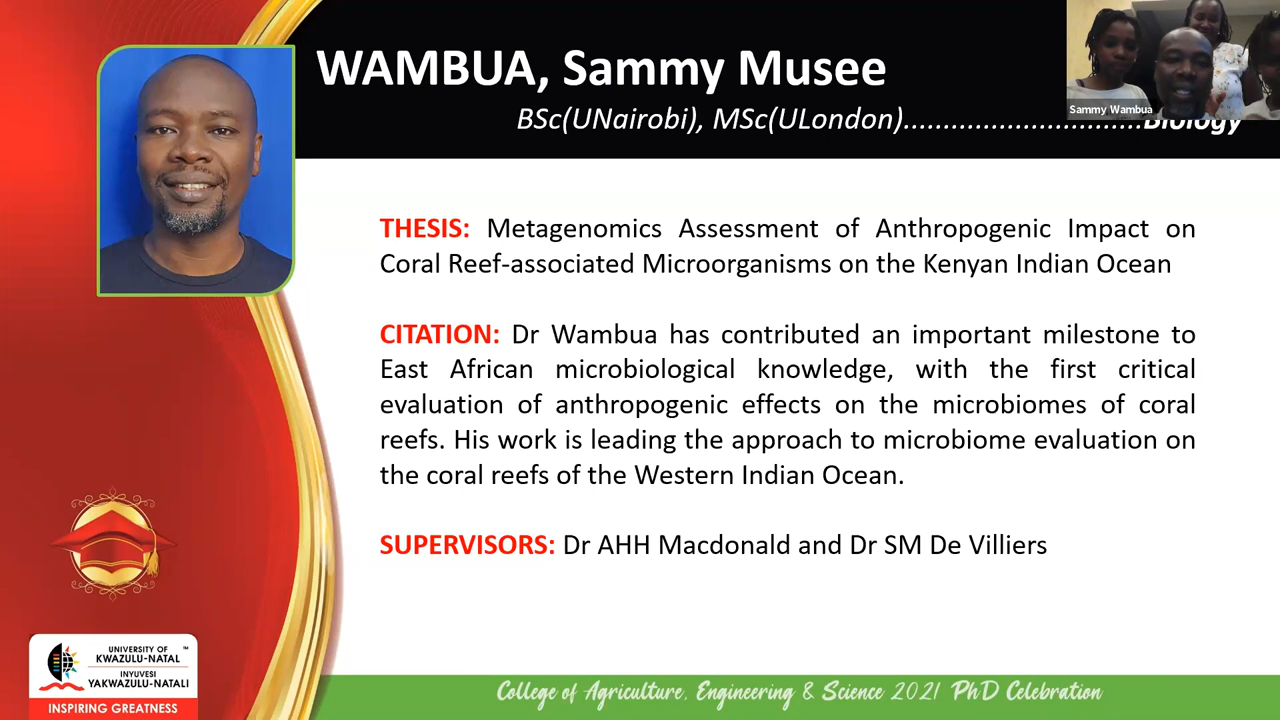 WAMBUA, Sammy Musee
Sammy Wambua
BSc(UNairobi), MSc(ULondon)..............................Biology
THESIS: Metagenomics Assessment of Anthropogenic Impact on
Coral Reef-associated Microorganisms on the Kenyan Indian Ocean
CITATION: Dr Wambua has contributed an important milestone to
East African microbiological knowledge, with the first critical
evaluation of anthropogenic effects on the microbiomes of coral
reefs. His work is leading the approach to microbiome evaluation on
the coral reefs of the Western Indian Ocean.
SUPERVISORS: Dr AHH Macdonald and Dr SM De Villiers
UNIVERSITY OF ™
KWAZULU-NATAL
INYUVESI
YAKWAZULU-NATALI
INSPIRING GREATNESS
College of Agriculture, Engineering & Science 2021 PhD Celebration